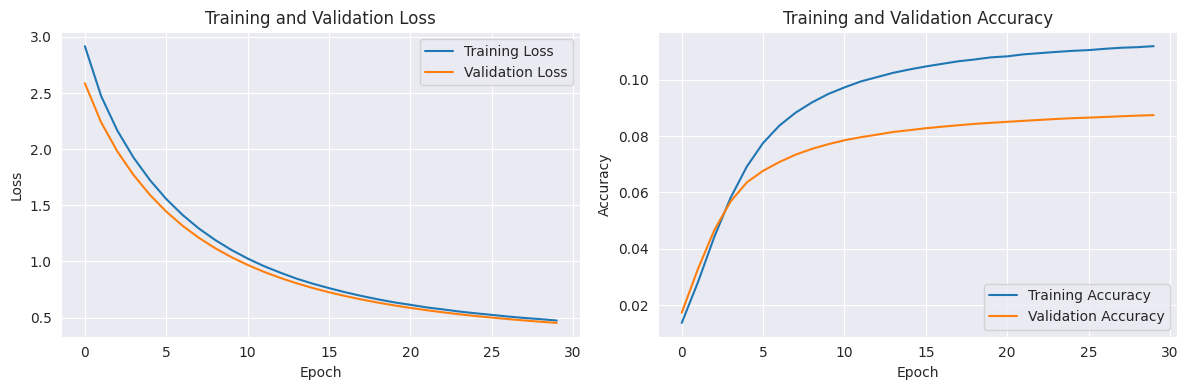 Training and Validation Loss
3.0
2.5
2.0
1.5
1.0
0.5
Loss
0 5 10 15 20 25 30
Epoch
Training Loss
Validation Loss
Training and Validation Accuracy
0.10
0.08
0.06
0.04
0.02
Accuracy
0 5 10 15 20 25 30
Epoch
Training Accuracy
Validation Accuracy